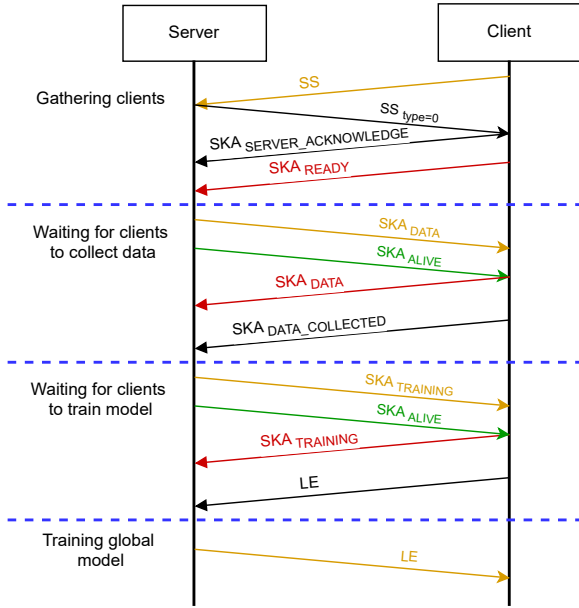 Server
Client
SS
Gathering clients
SS type=0
SKA SERVER_ACKNOWLEDGE
SKA READY
Waiting for clients
to collect data
SKA DATA
SKA ALIVE
SKA DATA
SKA DATA_COLLECTED
Waiting for clients
to train model
SKA TRAINING
SKA ALIVE
SKA TRAINING
LE
Training global
model
LE